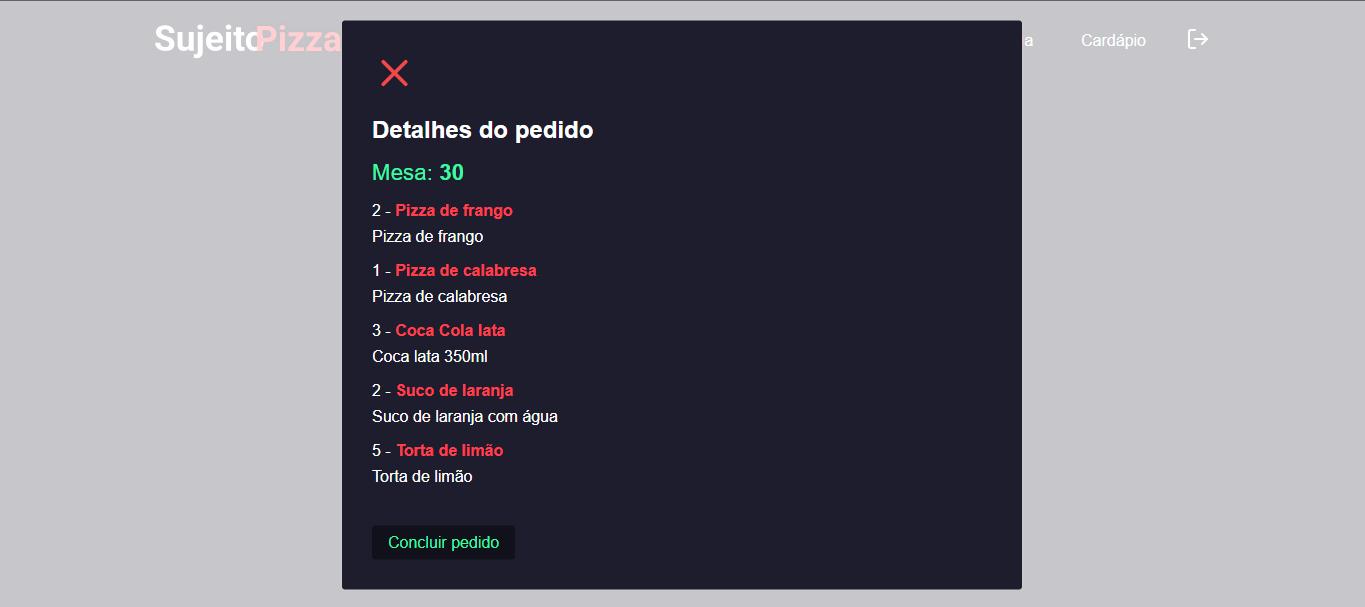 SujeitoPizza
a
Cardápio
Detalhes do pedido
Mesa: 30
2 - Pizza de frango
Pizza de frango
1 - Pizza de calabresa
Pizza de calabresa
3 - Coca Cola lata
Coca lata 350ml
2 - Suco de laranja
Suco de laranja com água
5 - Torta de limão
Torta de limão
Concluir pedido